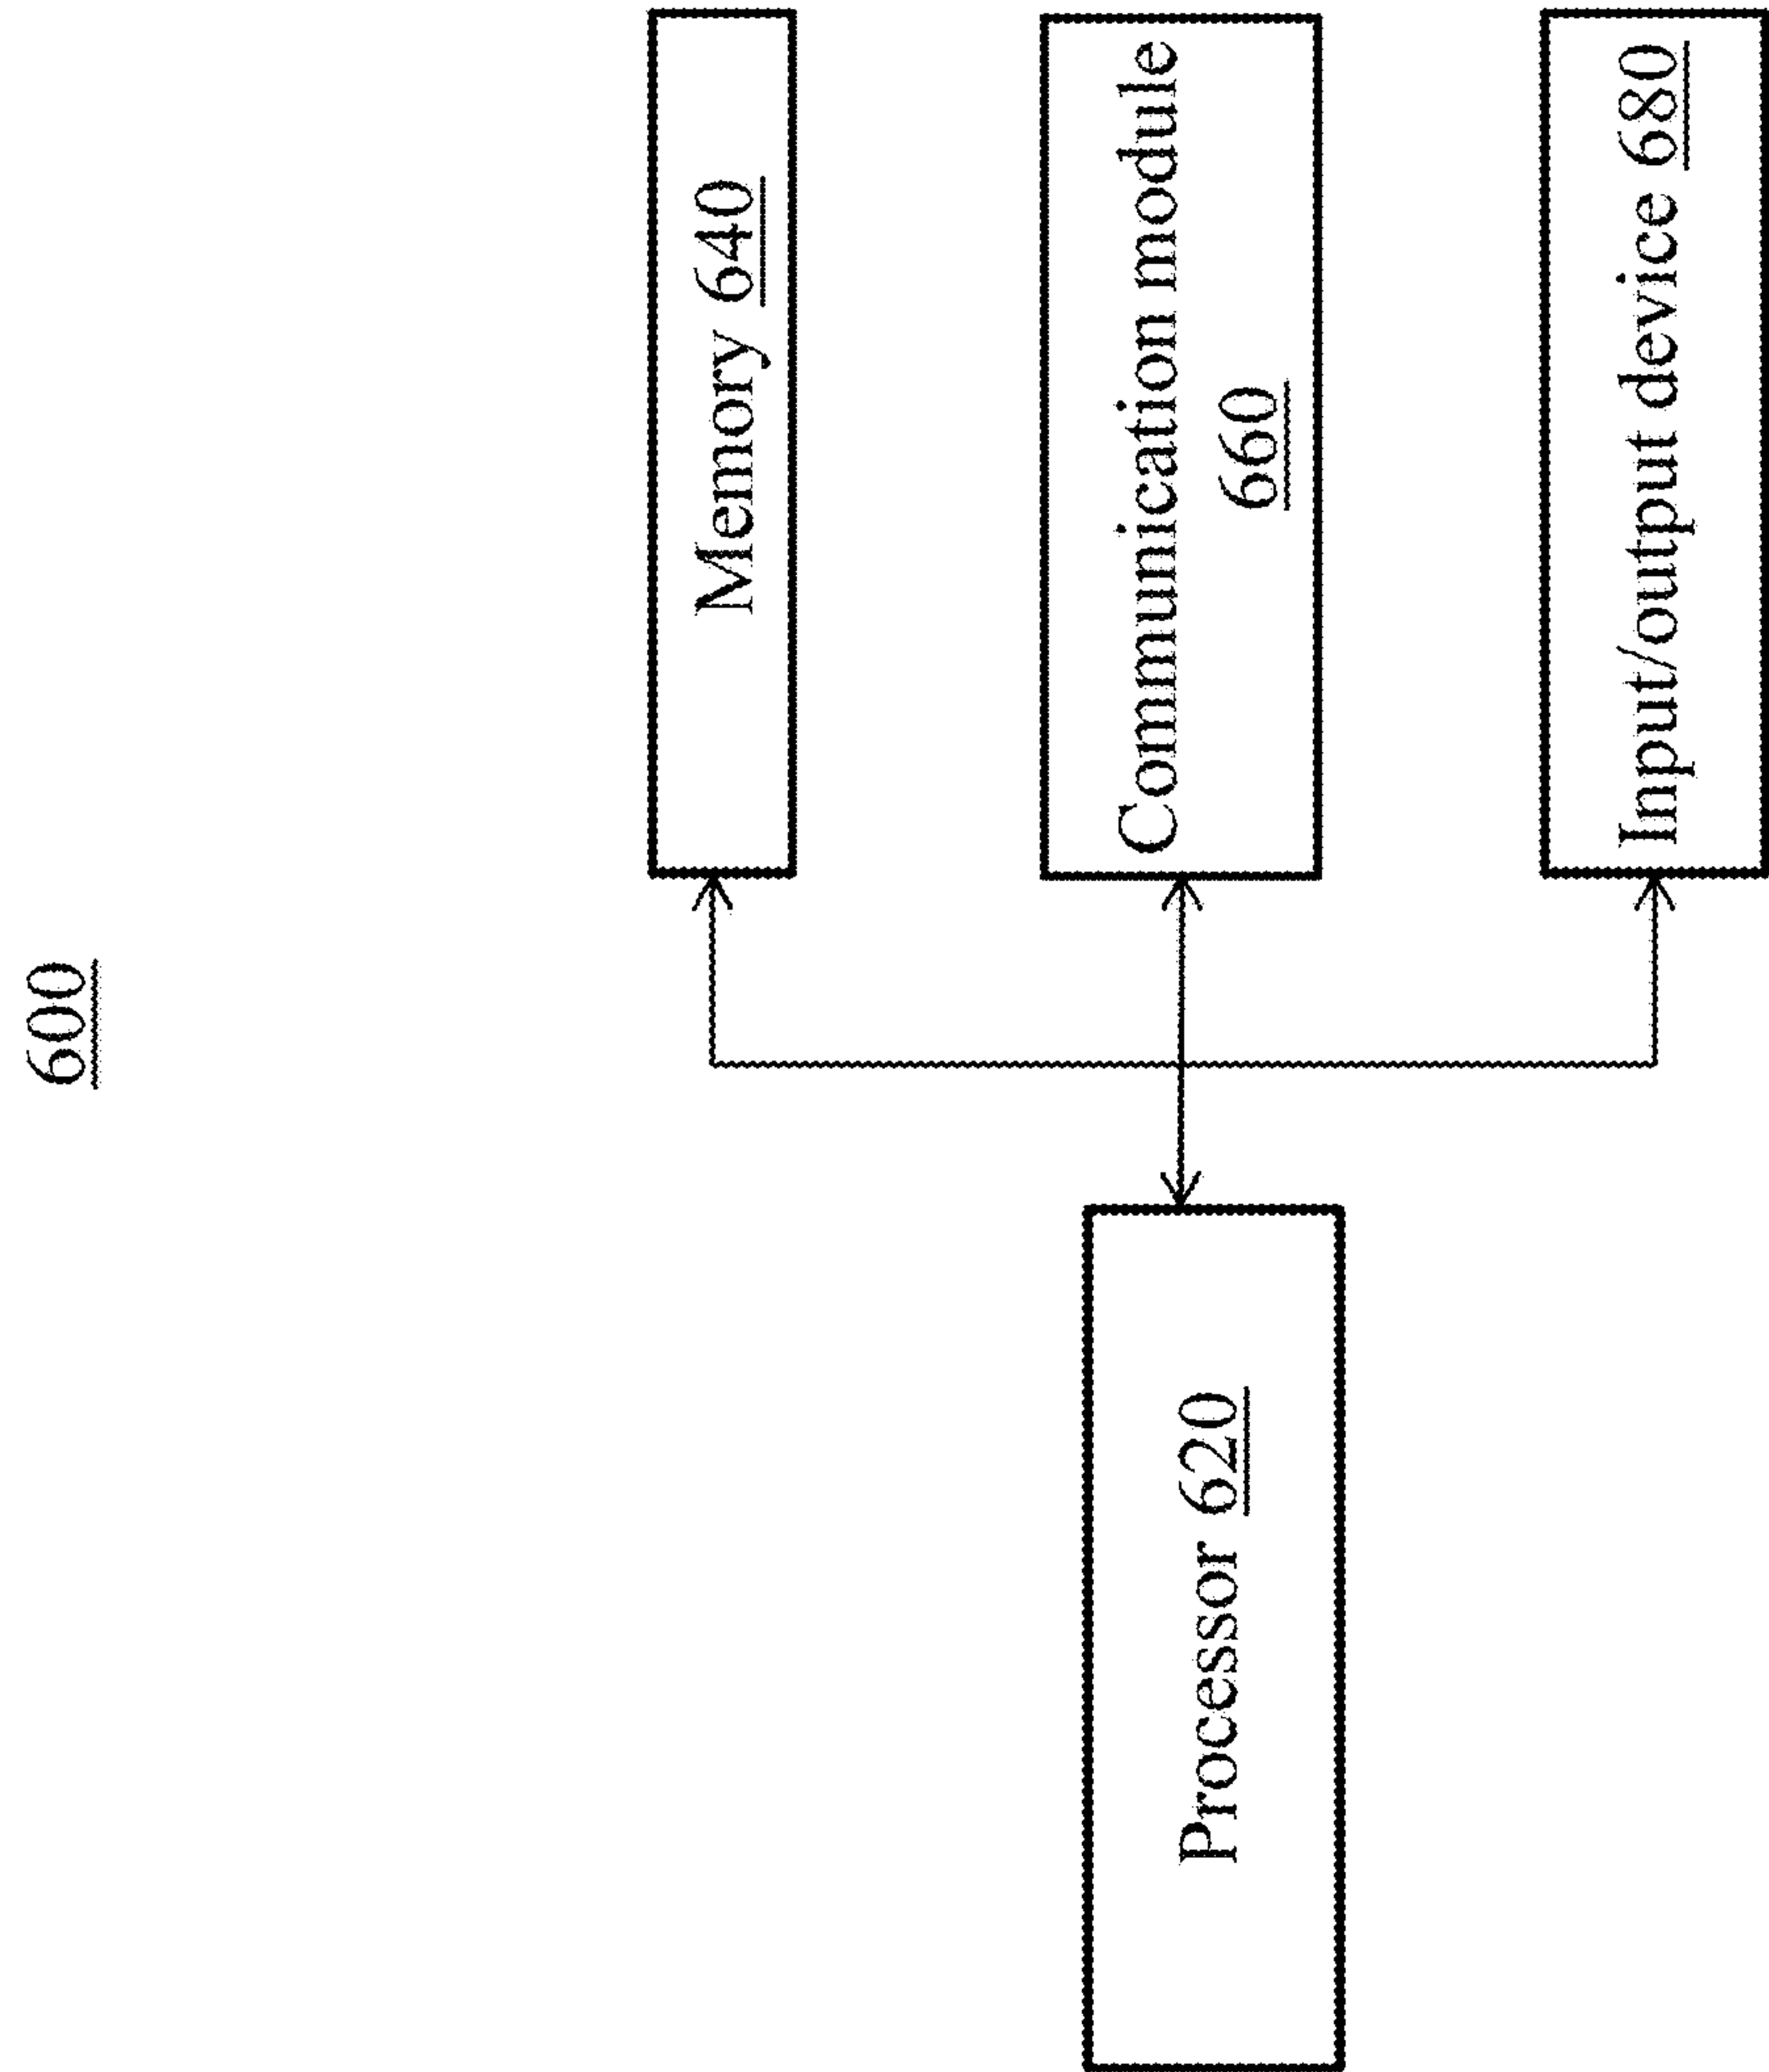 600
Memory 640
Communication module
660
Input/output device 680
Processor 620